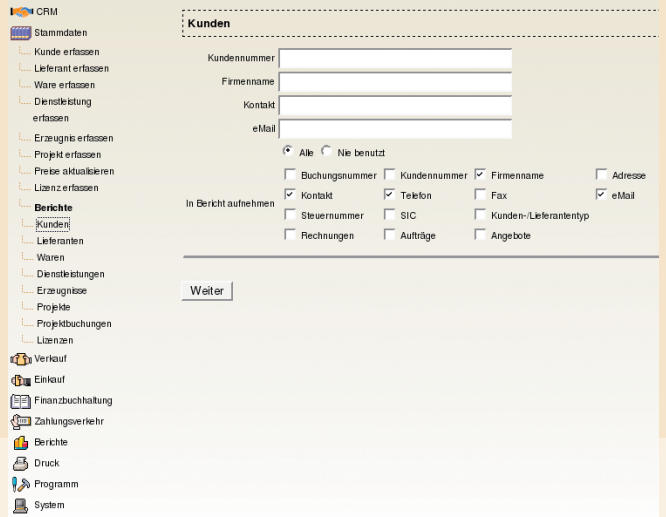 CRM
Stammdaten
Kunde erfassen
Lieferant erfassen
Ware erfassen
Dienstleistung
erfassen
Erzeugnis erfassen
Projekt erfassen
Preise aktualisieren
Lizenz erfassen
Berichte
Kunden
Lieferanten
Waren
Dienstleistungen
Erzeugnisse
Projekte
Projektbuchungen
Lizenzen
Verkauf
Einkauf
Finanzbuchhaltung
Zahlungsverkehr
Berichte
Druck
Programm
System
Kunden
Kundennummer
Firmenname
Kontakt
eMail
Alle Nie benutzt
In Bericht aufnehmen
Buchungsnummer Kundennummer Firmenname Adresse
Kontakt Telefon Fax eMail
Steuernummer SIC Kunden-/Lieferantentyp
Rechnungen Aufträge Angebote
Weiter